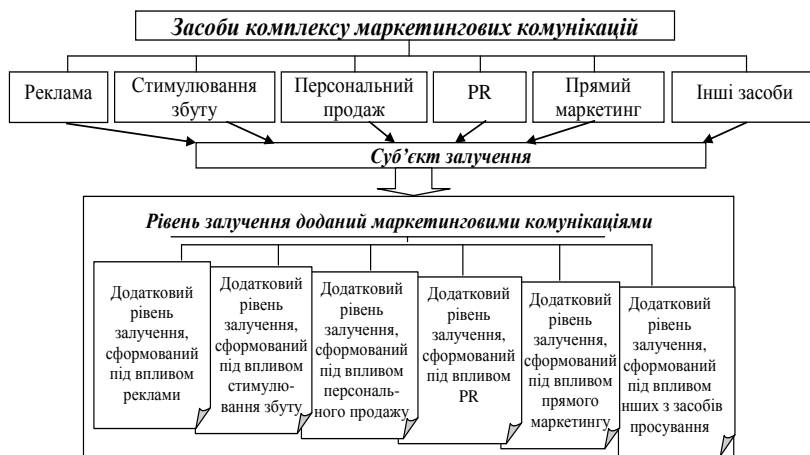 Засоби комплексу маркетингових комунікацій
Реклама
Стимулювання
збуту
Персональний
продаж
PR
Прямий
маркетинг
Інші засоби
Суб’єкт залучення
Рівень залучення доданий маркетинговими комунікаціями
Додатковий
рівень
залучення,
сформований
під впливом
реклами
Додатковий
рівень
залучення,
сформований
під впливом
стимулю-
вання збуту
Додатковий
рівень
залучення,
сформований
під впливом
персональ-
ного продажу
Додатковий
рівень
залучення,
сформований
під впливом
PR
Додатковий
рівень
залучення,
сформований
під впливом
прямого
маркетингу
Додатковий
рівень
залучення,
сформований
під впливом
інших з засобів
просування